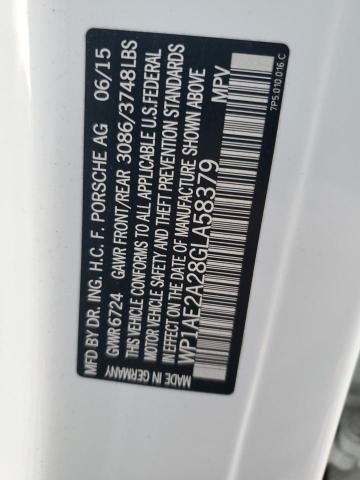 MFD BY DR. ING. H.C. F. PORSCHE AG 06/15
GVWR 6724 GAWR FRONT/REAR 3086/3748 LBS
THIS VEHICLE CONFORMS TO ALL APPLICABLE U.S. FEDERAL
MOTOR VEHICLE SAFETY AND THEFT PREVENTION STANDARDS
IN EFFECT ON THE DATE OF MANUFACTURE SHOWN ABOVE
WP1AE2A28GLA58379 MPV
MADE IN GERMANY 7P5.010.016.C